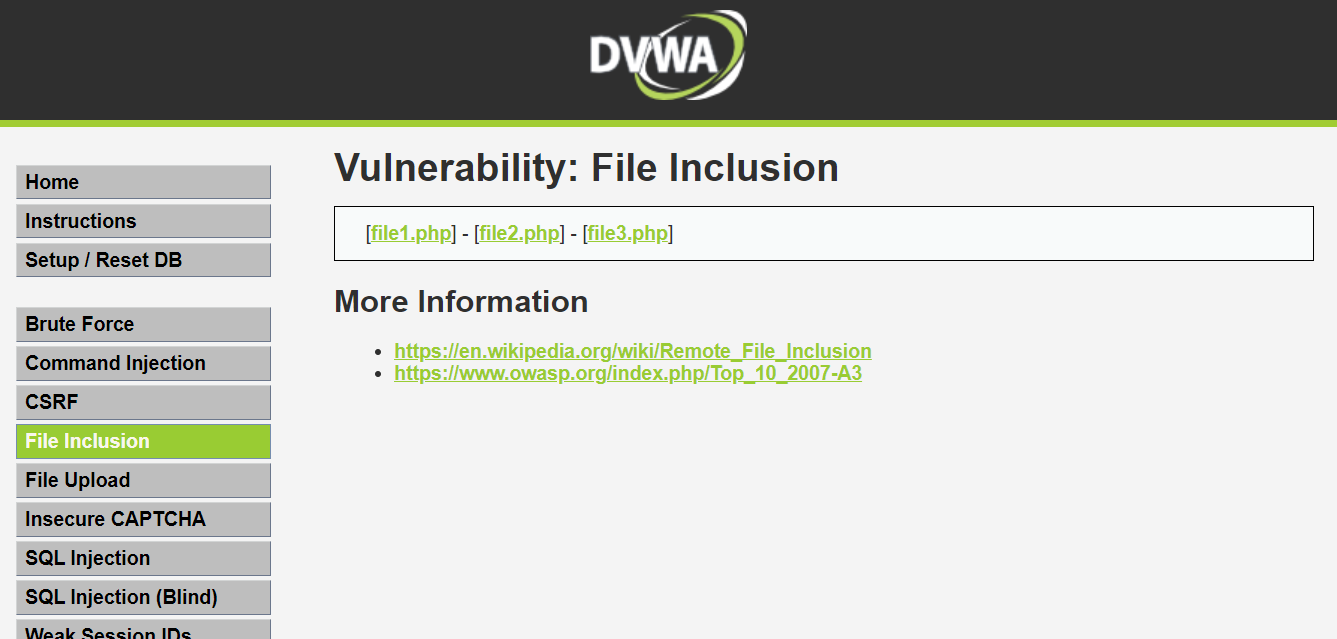 DVWA
Home
Instructions
Setup / Reset DB
Brute Force
Command Injection
CSRF
File Inclusion
File Upload
Insecure CAPTCHA
SQL Injection
SQL Injection (Blind)
Weak Session IDs
Vulnerability: File Inclusion
[file1.php] - [file2.php] - [file3.php]
More Information
https://en.wikipedia.org/wiki/Remote_File_Inclusion
https://www.owasp.org/index.php/Top_10_2007-A3